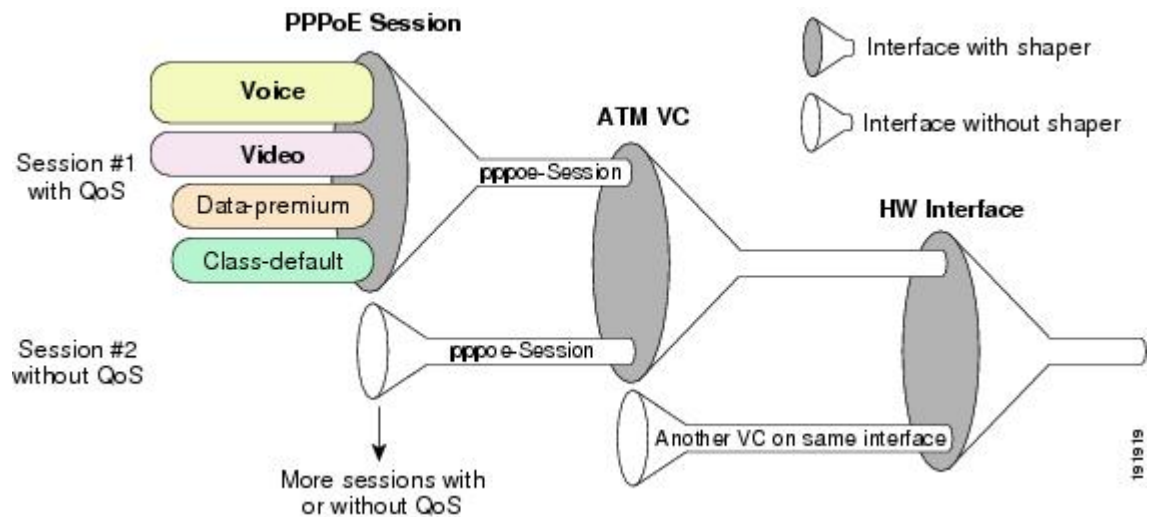 PPPoE Session
Interface with shaper
Interface without shaper
Voice
Video
Data-premium
Class-default
Session #1
with QoS
pppoe-Session
ATM VC
HW Interface
Session #2
without QoS
pppoe-Session
Another VC on same interface
More sessions with
or without QoS
191919